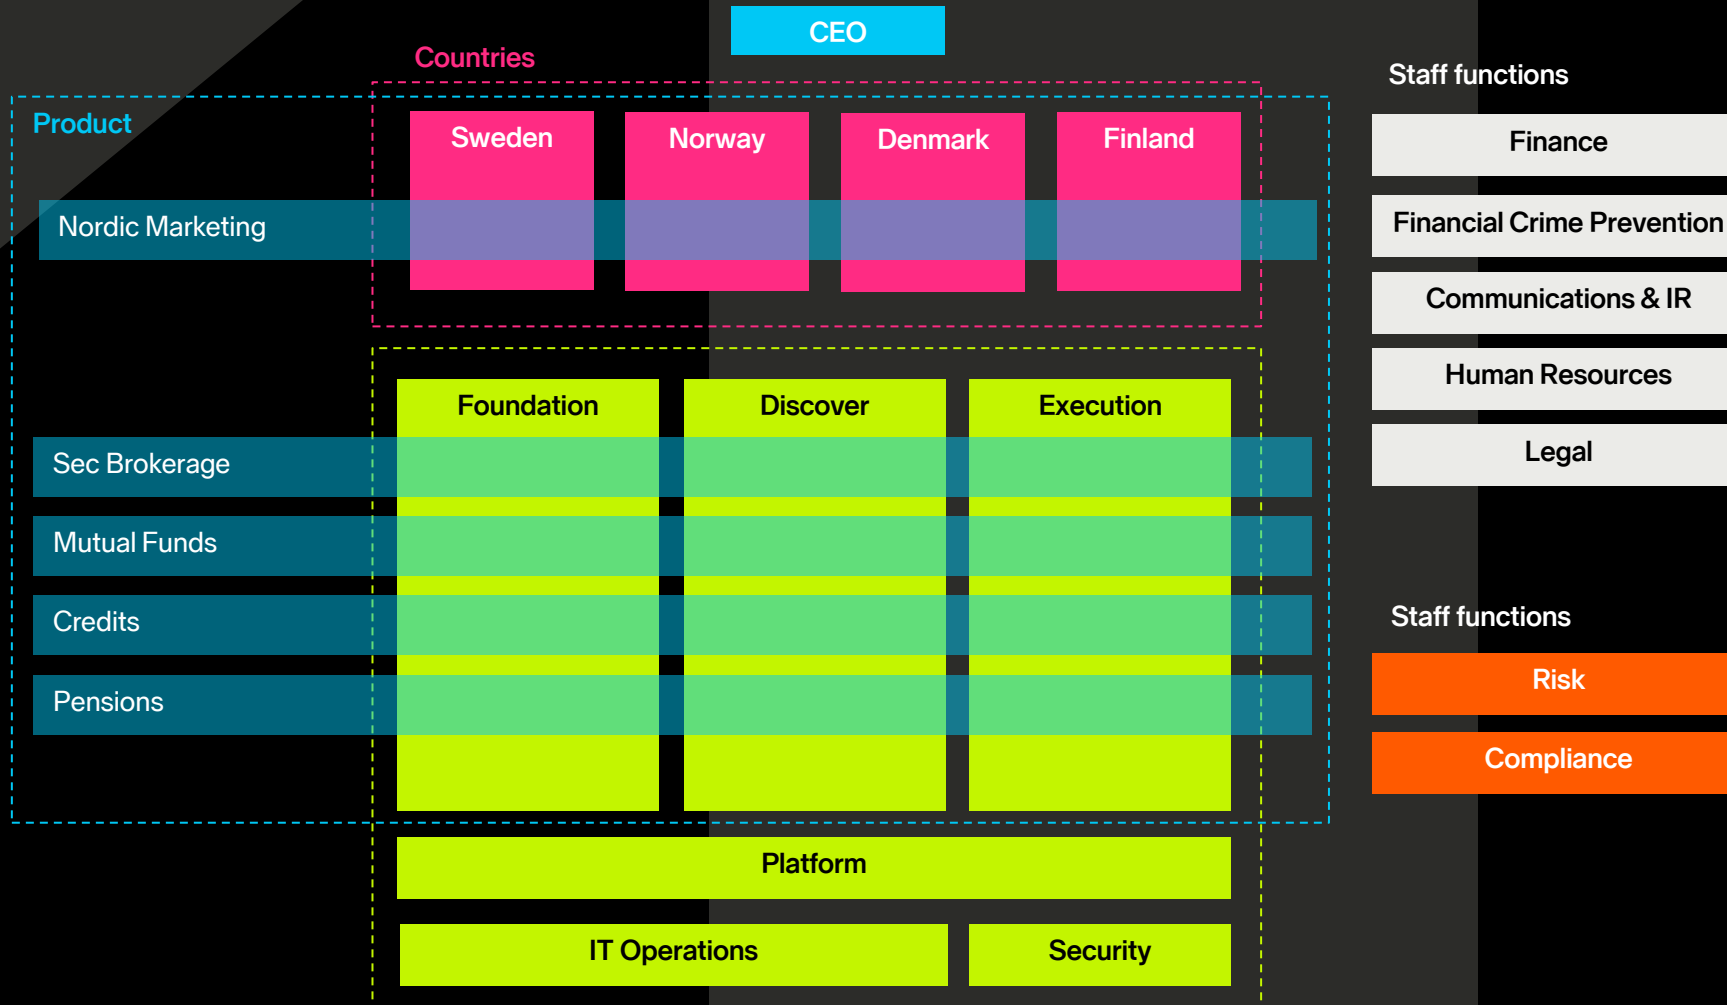 CEO
Countries
Product
Sweden
Norway
Denmark
Finland
Nordic Marketing
Foundation
Discover
Execution
Sec Brokerage
Mutual Funds
Credits
Pensions
Platform
IT Operations
Security
Staff functions
Finance
Financial Crime Prevention
Communications & IR
Human Resources
Legal
Staff functions
Risk
Compliance